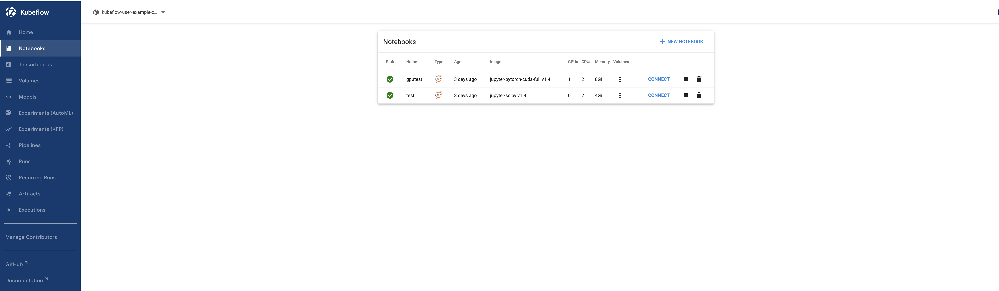 Kubeflow
kubeflow-user-example-c...
Home
Notebooks
Tensorboards
Volumes
Models
Experiments (AutoML)
Experiments (KFP)
Pipelines
Runs
Recurring Runs
Artifacts
Executions
Manage Contributors
GitHub
Documentation
Notebooks
NEW NOTEBOOK
Status Name Type Age Image GPUs CPUs Memory Volumes
gputest jupyter 3 days ago jupyter-pytorch-cuda-full:v1.4 1 2 8Gi CONNECT
test jupyter 3 days ago jupyter-scipy:v1.4 0 2 4Gi CONNECT